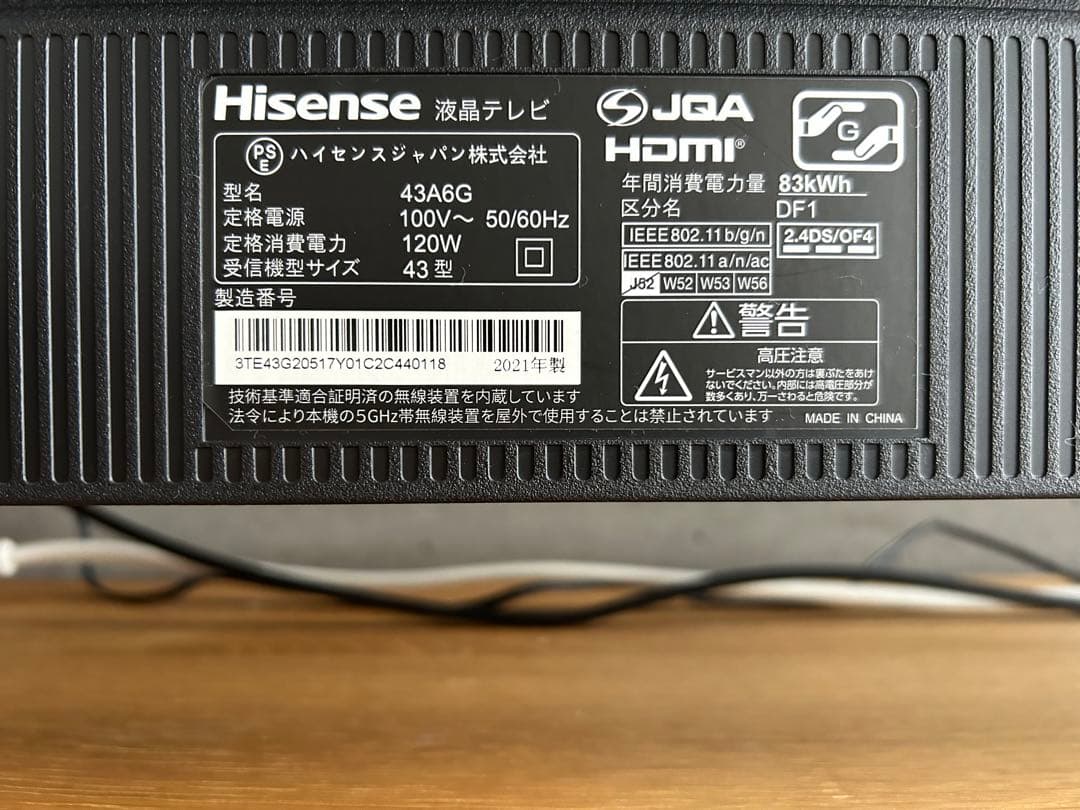 Hisense 液晶テレビ
PSE ハイセンスジャパン株式会社
型名 43A6G
定格電源 100V～ 50/60Hz
定格消費電力 120W
受信機型サイズ 43型
製造番号
3TE43G20517Y01C2C440118 2021年製
JQA
HDMI®
G
年間消費電力量 83kWh
区分名 DF1
IEEE802.11b/g/n
2.4DS/OF4
IEEE802.11a/n/ac
J52 W52 W53 W56
警告
高圧注意
サービスマン以外の方は裏ぶたをあけ
ないでください。内部には高電圧部分が
数多くあり、万一さわると危険です。
技術基準適合証明済の無線装置を内蔵しています
法令により本機の5GHz帯無線装置を屋外で使用することは禁止されています
MADE IN CHINA